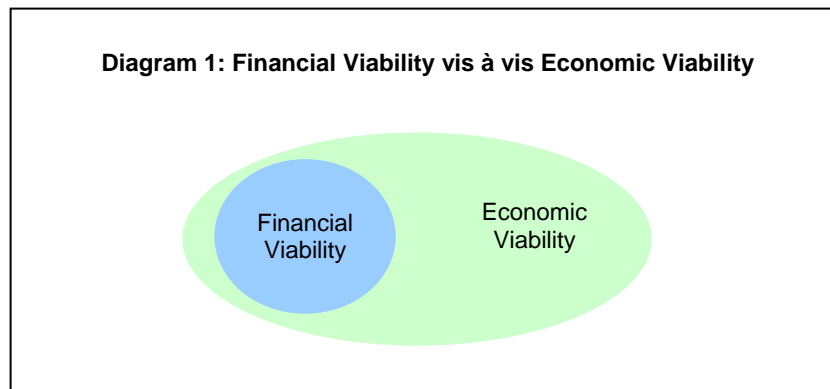 Diagram 1: Financial Viability vis à vis Economic Viability
Financial
Viability
Economic
Viability